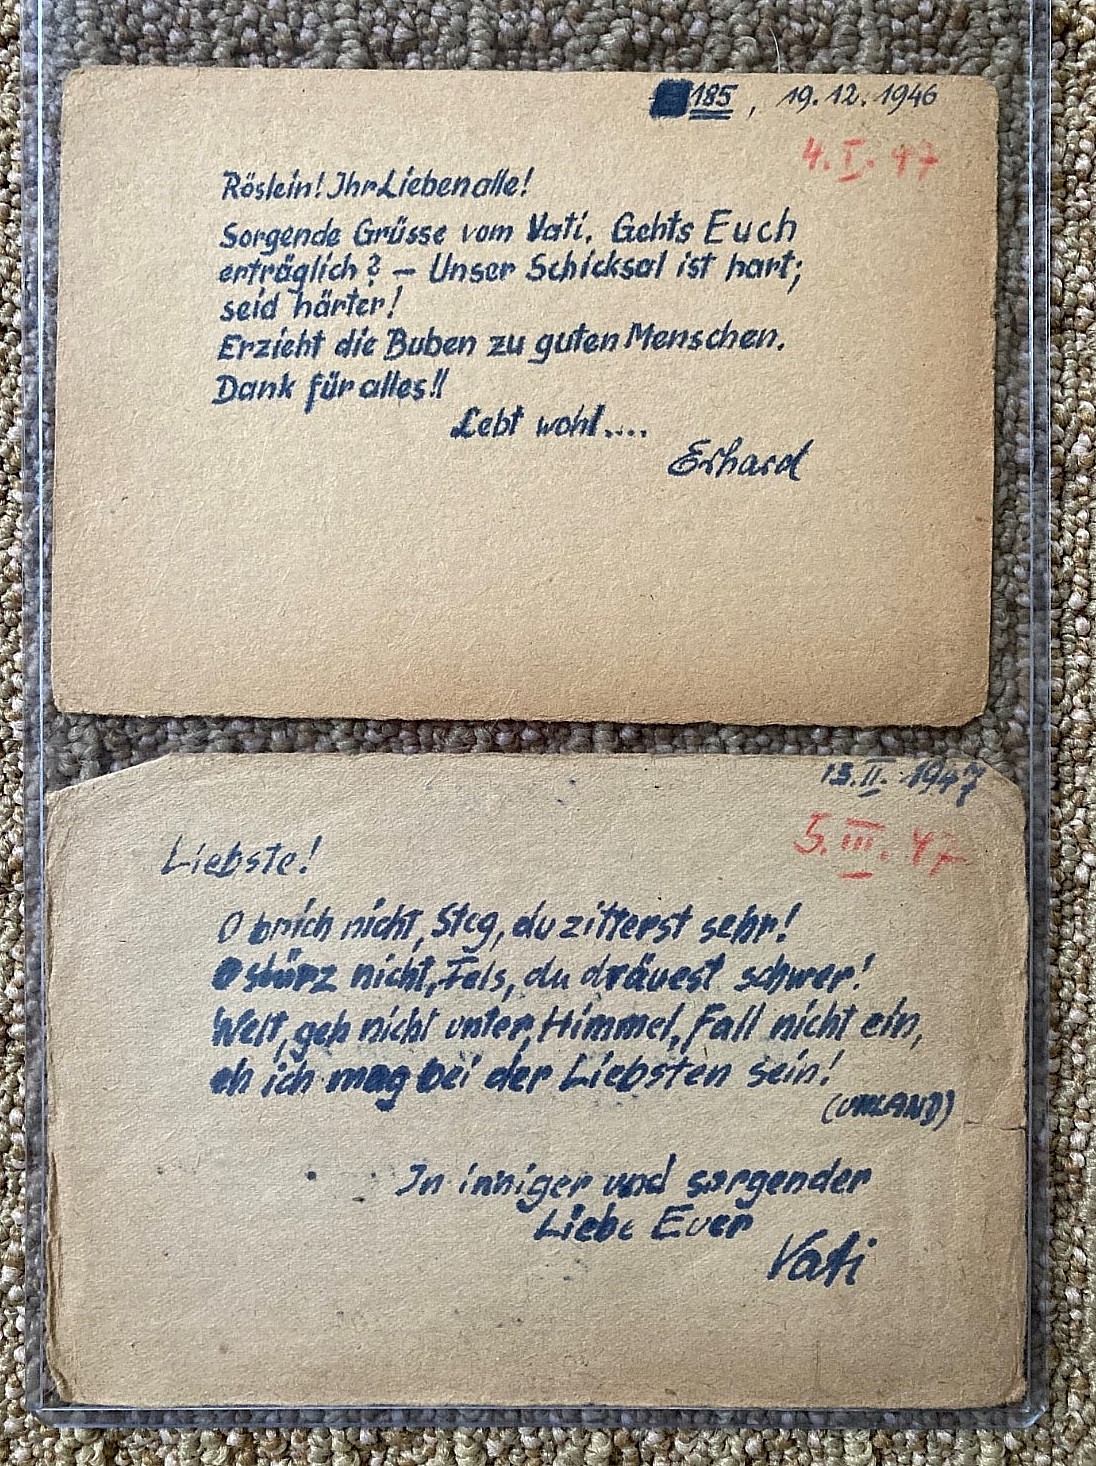 185, 19.12.1946
4.I.47
Röslein! Ihr Lieben alle!
Sorgende Grüsse vom Vati. Gehts Euch
erträglich? – Unser Schicksal ist hart;
seid härter!
Erzieht die Buben zu guten Menschen.
Dank für alles!!
Lebt wohl....
Erhard
13.II.1947
5.III.47
Liebste!
O brich nicht, Steg, du zitterst sehr!
O stürz nicht, Fels, du dräuest schwer!
Welt, geh nicht unter, Himmel, fall nicht ein,
eh ich mag bei der Liebsten sein!
(UHLAND)
In inniger und sorgender
Liebe Euer
Vati